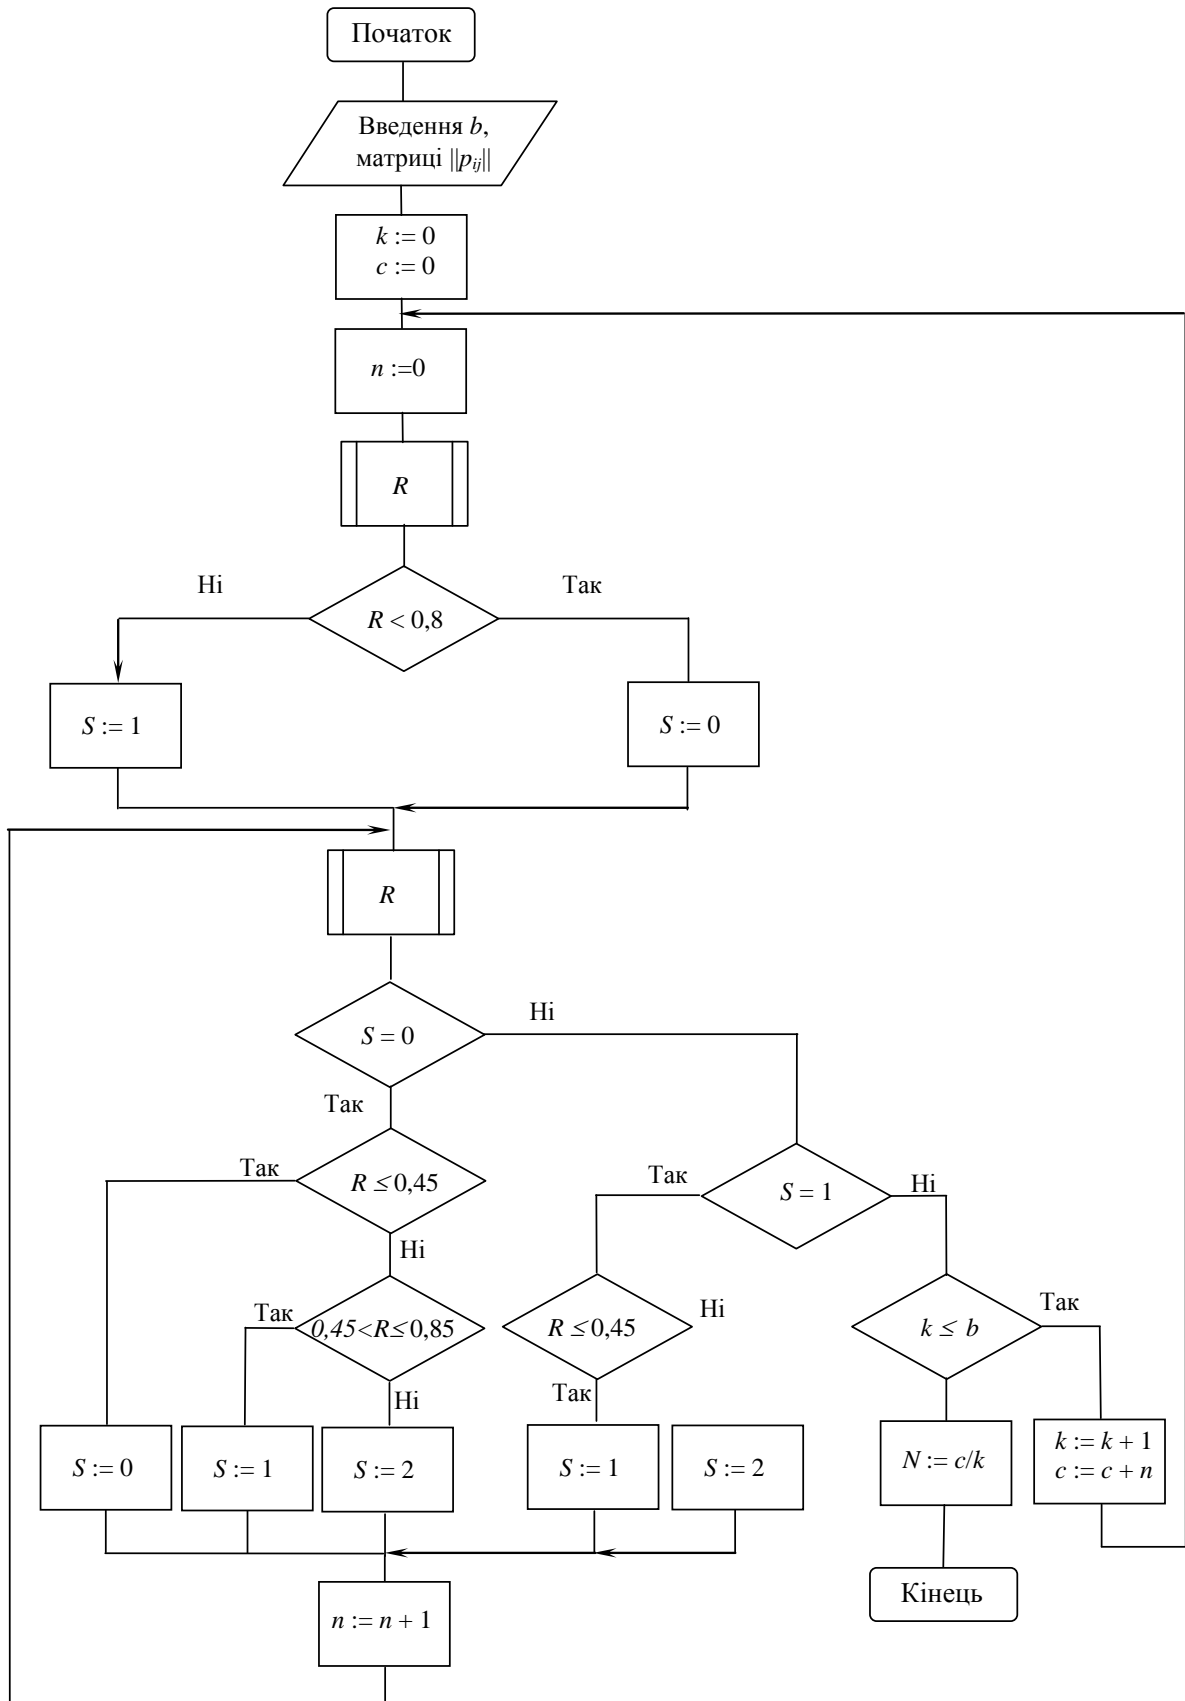 Початок
Введення b,
матриці ||pij||
k := 0
c := 0
n :=0
R
Ні
Так
R < 0,8
S := 1
S := 0
R
S = 0
Ні
Так
Так
R ≤ 0,45
Так
S = 1
Ні
Ні
Так
0,45<R≤ 0,85
R ≤ 0,45
Ні
k ≤ b
Так
Ні
Так
S := 0
S := 1
S := 2
S := 1
S := 2
N := c/k
k := k + 1
c := c + n
n := n + 1
Кінець